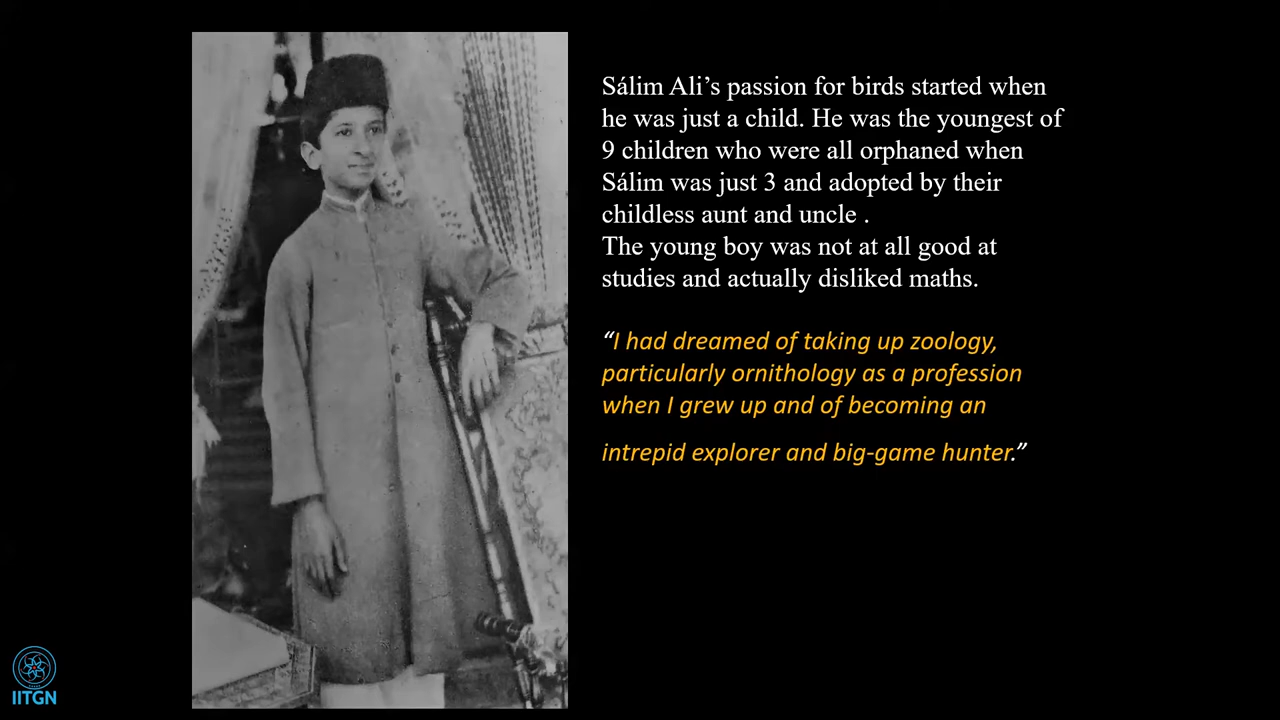 Sálim Ali’s passion for birds started when
he was just a child. He was the youngest of
9 children who were all orphaned when
Sálim was just 3 and adopted by their
childless aunt and uncle .
The young boy was not at all good at
studies and actually disliked maths.
“I had dreamed of taking up zoology,
particularly ornithology as a profession
when I grew up and of becoming an
intrepid explorer and big-game hunter.”
IITGN